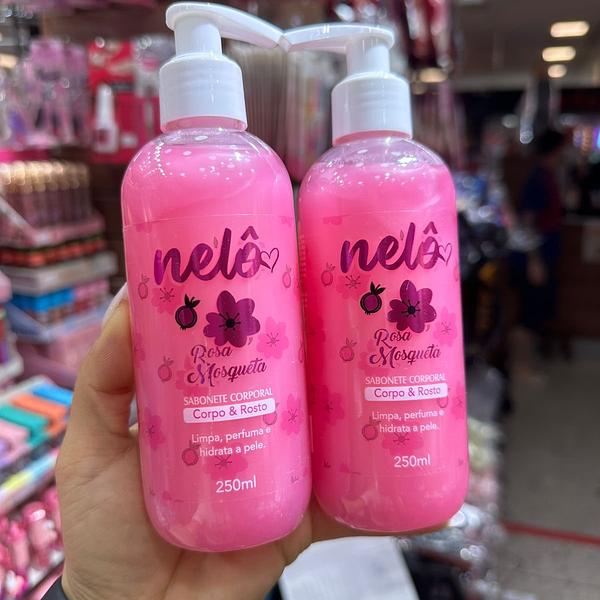 nelô
Rosa
Mosqueta
SABONETE CORPORAL
Corpo & Rosto
Limpa, perfuma e
hidrata a pele.
250ml
nelô
Rosa
Mosqueta
SABONETE CORPORAL
Corpo & Rosto
Limpa, perfuma e
hidrata a pele.
250ml